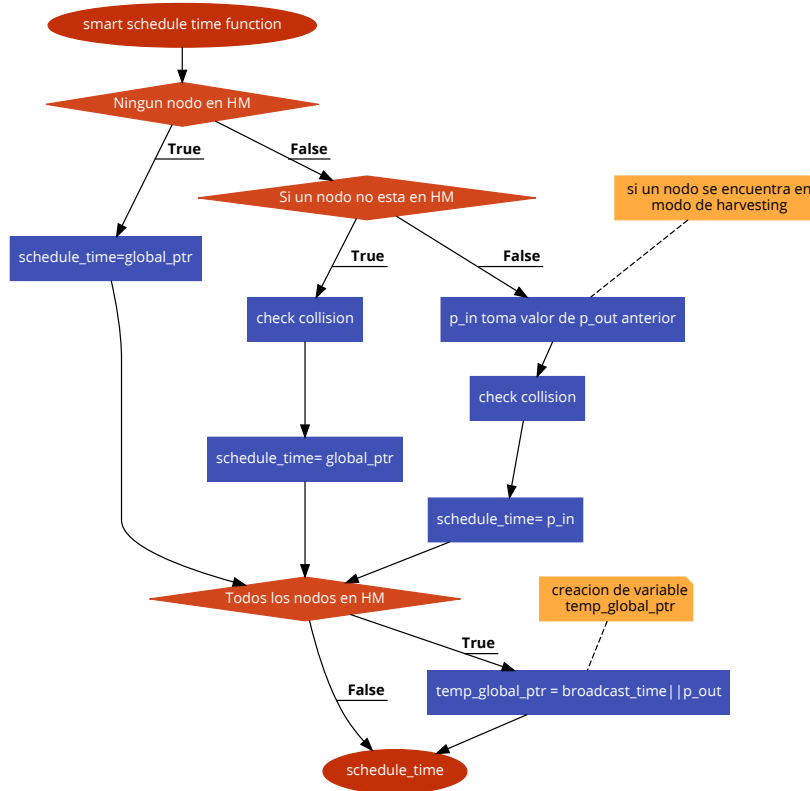 smart schedule time function
Ningun nodo en HM
True
False
Si un nodo no esta en HM
si un nodo se encuentra en
modo de harvesting
schedule_time=global_ptr
True
False
check collision
p_in toma valor de p_out anterior
check collision
schedule_time= global_ptr
schedule_time= p_in
Todos los nodos en HM
creacion de variable
temp_global_ptr
True
False
temp_global_ptr = broadcast_time||p_out
schedule_time